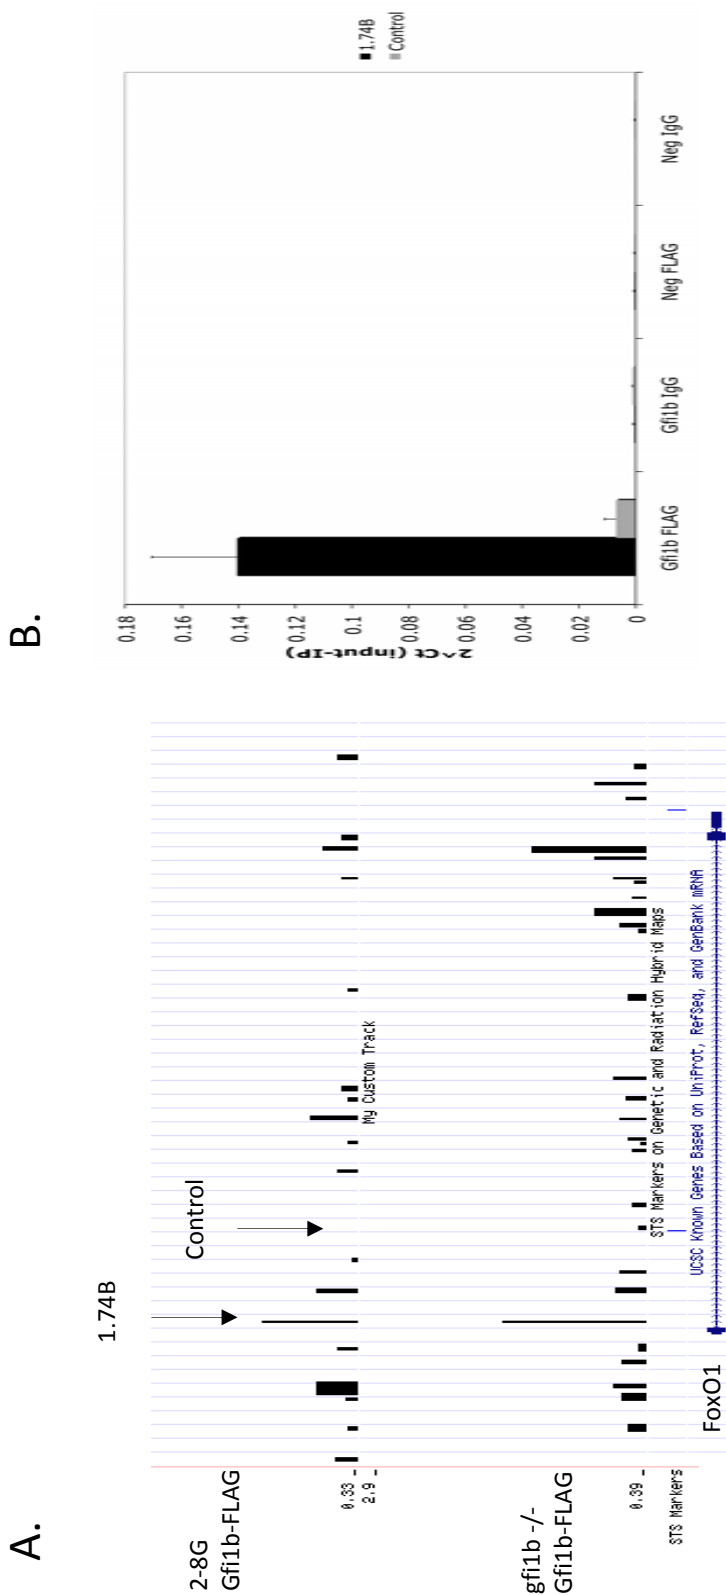 A.
1.74B
Control
2-8G
Gfi1b-FLAG
0.33 _
2.9 _
My Custom Track
gfi1b -/-
Gfi1b-FLAG
0.39 _
STS Markers on Genetic and Radiation Hybrid Maps
STS Markers
UCSC Known Genes Based on UniProt, RefSeq, and GenBank mRNA
FoxO1
B.
2^Ct (input-IP)
0.18
0.16
0.14
0.12
0.1
0.08
0.06
0.04
0.02
0
Gfi1b FLAG
Gfi1b IgG
Neg FLAG
Neg IgG
1.74B
Control